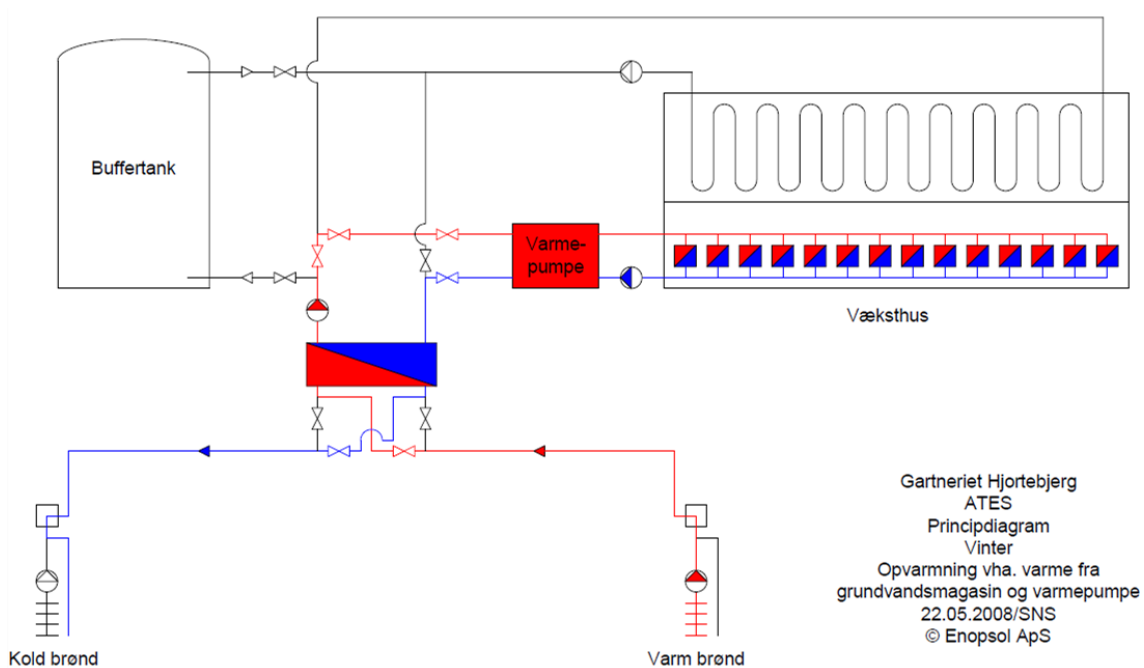 Buffertank
Varme-
pumpe
Væksthus
Gartneriet Hjortebjerg
ATES
Principdiagram
Vinter
Opvarmning vha. varme fra
grundvandsmagasin og varmepumpe
22.05.2008/SNS
© Enopsol ApS
Kold brønd
Varm brønd